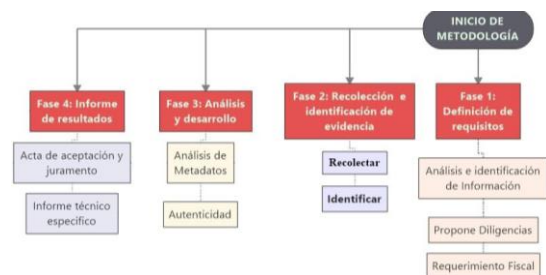 INICIO DE
METODOLOGÍA
Fase 4: Informe
de resultados
Acta de aceptación y
juramento
Informe técnico
especifico
Fase 3: Análisis
y desarrollo
Análisis de
Metadatos
Autenticidad
Fase 2: Recolección e
identificación de
evidencia
Recolectar
Identificar
Fase 1:
Definición de
requisitos
Análisis e identificación
de Información
Propone Diligencias
Requerimiento Fiscal